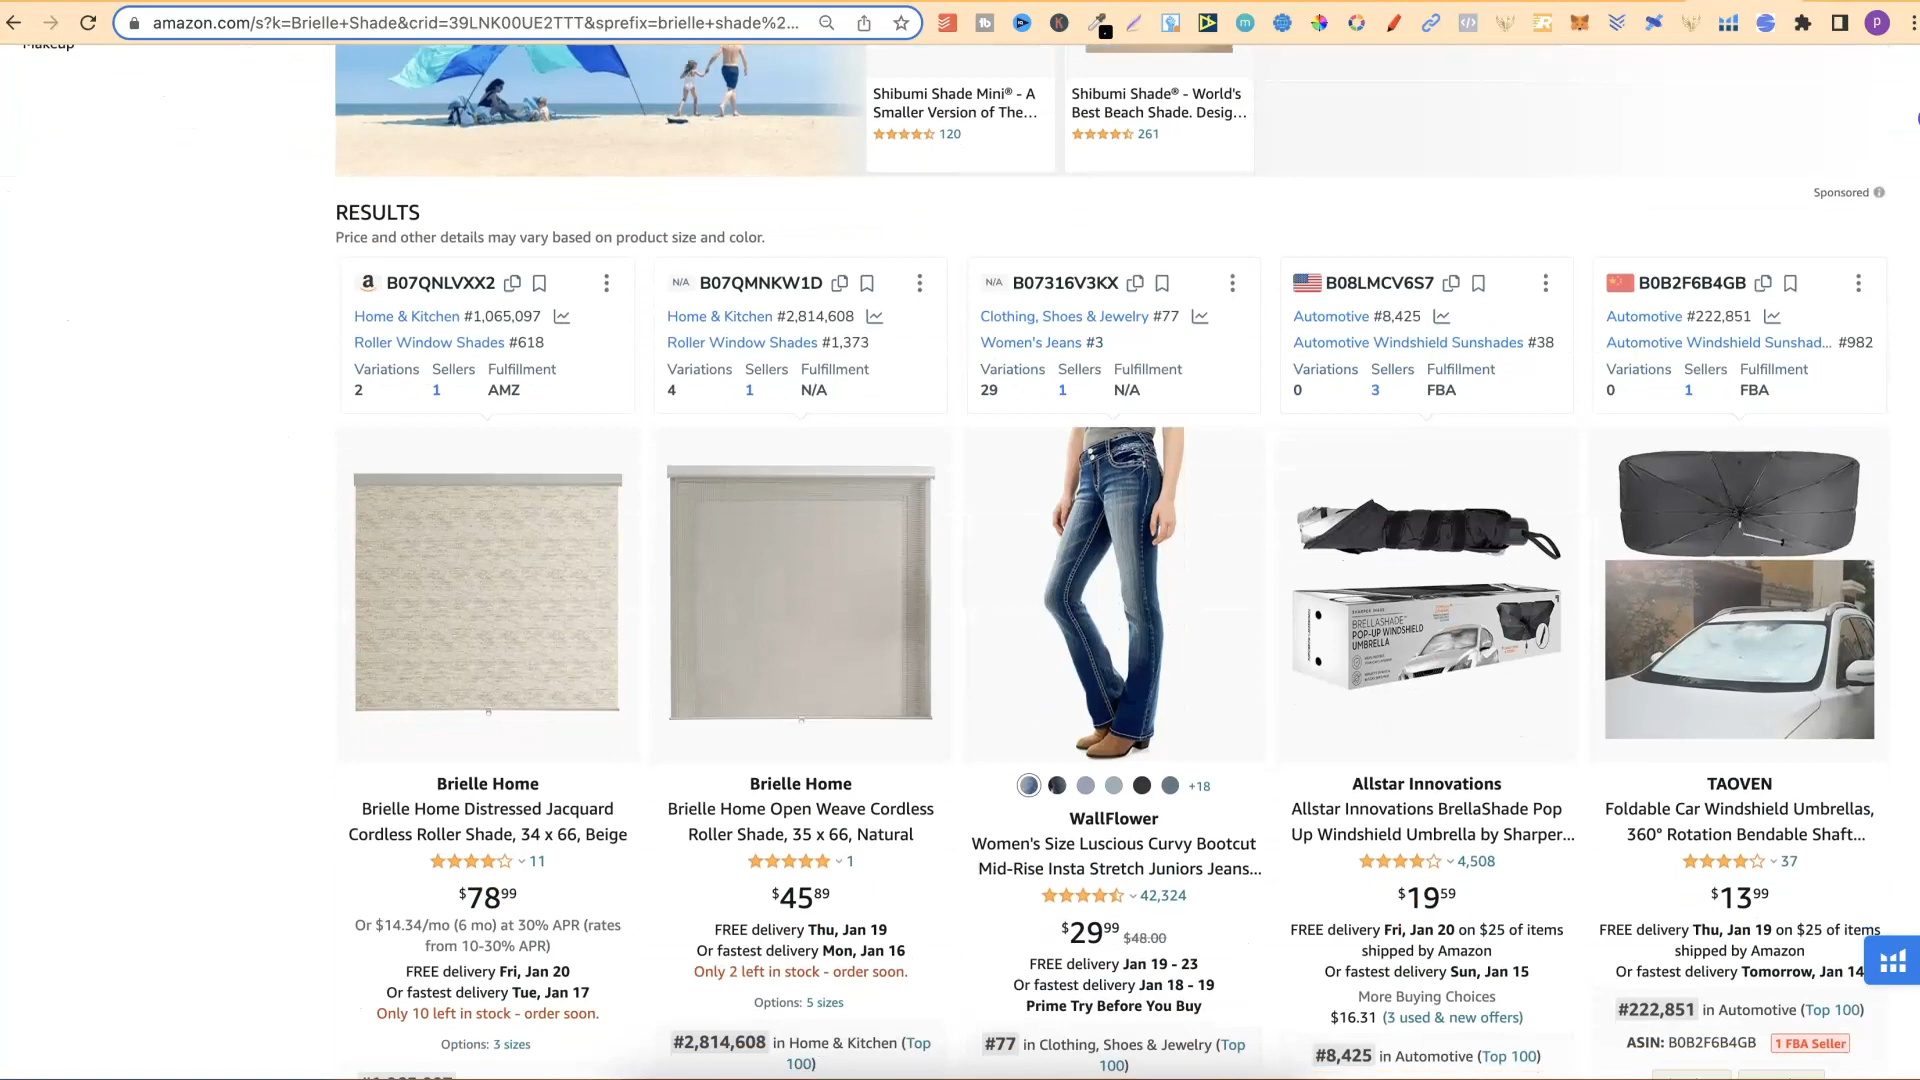 amazon.com/s?k=Brielle+Shade&crid=39LNK00UE2TTT&sprefix=brielle+shade%2...
Makeup
Shibumi Shade Mini® - A
Smaller Version of The...
120
Shibumi Shade® - World's
Best Beach Shade. Desig...
261
Sponsored
RESULTS
Price and other details may vary based on product size and color.
B07QNLVXX2
Home & Kitchen #1,065,097
Roller Window Shades #618
Variations Sellers Fulfillment
2 1 AMZ
N/A B07QMNKW1D
Home & Kitchen #2,814,608
Roller Window Shades #1,373
Variations Sellers Fulfillment
4 1 N/A
N/A B07316V3KX
Clothing, Shoes & Jewelry #77
Women's Jeans #3
Variations Sellers Fulfillment
29 1 N/A
B08LMCV6S7
Automotive #8,425
Automotive Windshield Sunshades #38
Variations Sellers Fulfillment
0 3 FBA
B0B2F6B4GB
Automotive #222,851
Automotive Windshield Sunshad... #982
Variations Sellers Fulfillment
0 1 FBA
Brielle Home
Brielle Home Distressed Jacquard
Cordless Roller Shade, 34 x 66, Beige
11
$78.99
Or $14.34/mo (6 mo) at 30% APR (rates
from 10-30% APR)
FREE delivery Fri, Jan 20
Or fastest delivery Tue, Jan 17
Only 10 left in stock - order soon.
Options: 3 sizes
Brielle Home
Brielle Home Open Weave Cordless
Roller Shade, 35 x 66, Natural
1
$45.89
FREE delivery Thu, Jan 19
Or fastest delivery Mon, Jan 16
Only 2 left in stock - order soon.
Options: 5 sizes
#2,814,608 in Home & Kitchen (Top
100)
+18
WallFlower
Women's Size Luscious Curvy Bootcut
Mid-Rise Insta Stretch Juniors Jeans...
42,324
$29.99 $48.00
FREE delivery Jan 19 - 23
Or fastest delivery Jan 18 - 19
Prime Try Before You Buy
#77 in Clothing, Shoes & Jewelry (Top
100)
SHARPER IMAGE
BRELLASHADE
POP-UP WINDSHIELD
UMBRELLA
Allstar Innovations
Allstar Innovations BrellaShade Pop
Up Windshield Umbrella by Sharper...
4,508
$19.59
FREE delivery Fri, Jan 20 on $25 of items
shipped by Amazon
Or fastest delivery Sun, Jan 15
More Buying Choices
$16.31 (3 used & new offers)
#8,425 in Automotive (Top 100)
TAOVEN
Foldable Car Windshield Umbrellas,
360° Rotation Bendable Shaft...
37
$13.99
FREE delivery Thu, Jan 19 on $25 of items
shipped by Amazon
Or fastest delivery Tomorrow, Jan 14
#222,851 in Automotive (Top 100)
ASIN: B0B2F6B4GB 1 FBA Seller